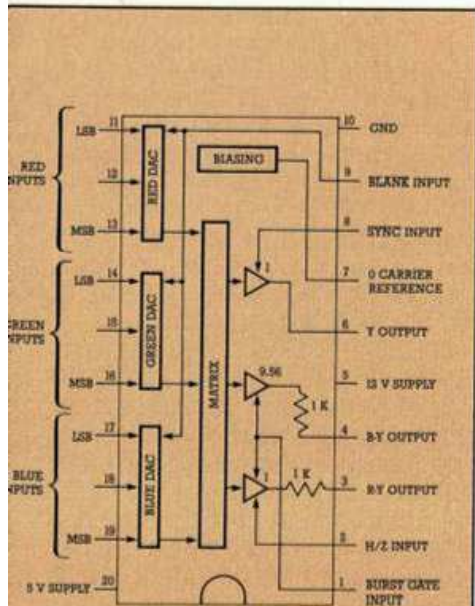 RED
NPUTS
LSB 11
12
MSB 13
RED DAC
GREEN
NPUTS
LSB 14
15
MSB 16
GREEN DAC
BLUE
NPUTS
LSB 17
18
MSB 19
BLUE DAC
5 V SUPPLY 20
BIASING
MATRIX
1
9.56
1 K
1
1 K
10 GND
9 BLANK INPUT
8 SYNC INPUT
7 0 CARRIER
REFERENCE
6 Y OUTPUT
5 12 V SUPPLY
4 B-Y OUTPUT
3 R-Y OUTPUT
2 H/2 INPUT
1 BURST GATE
INPUT